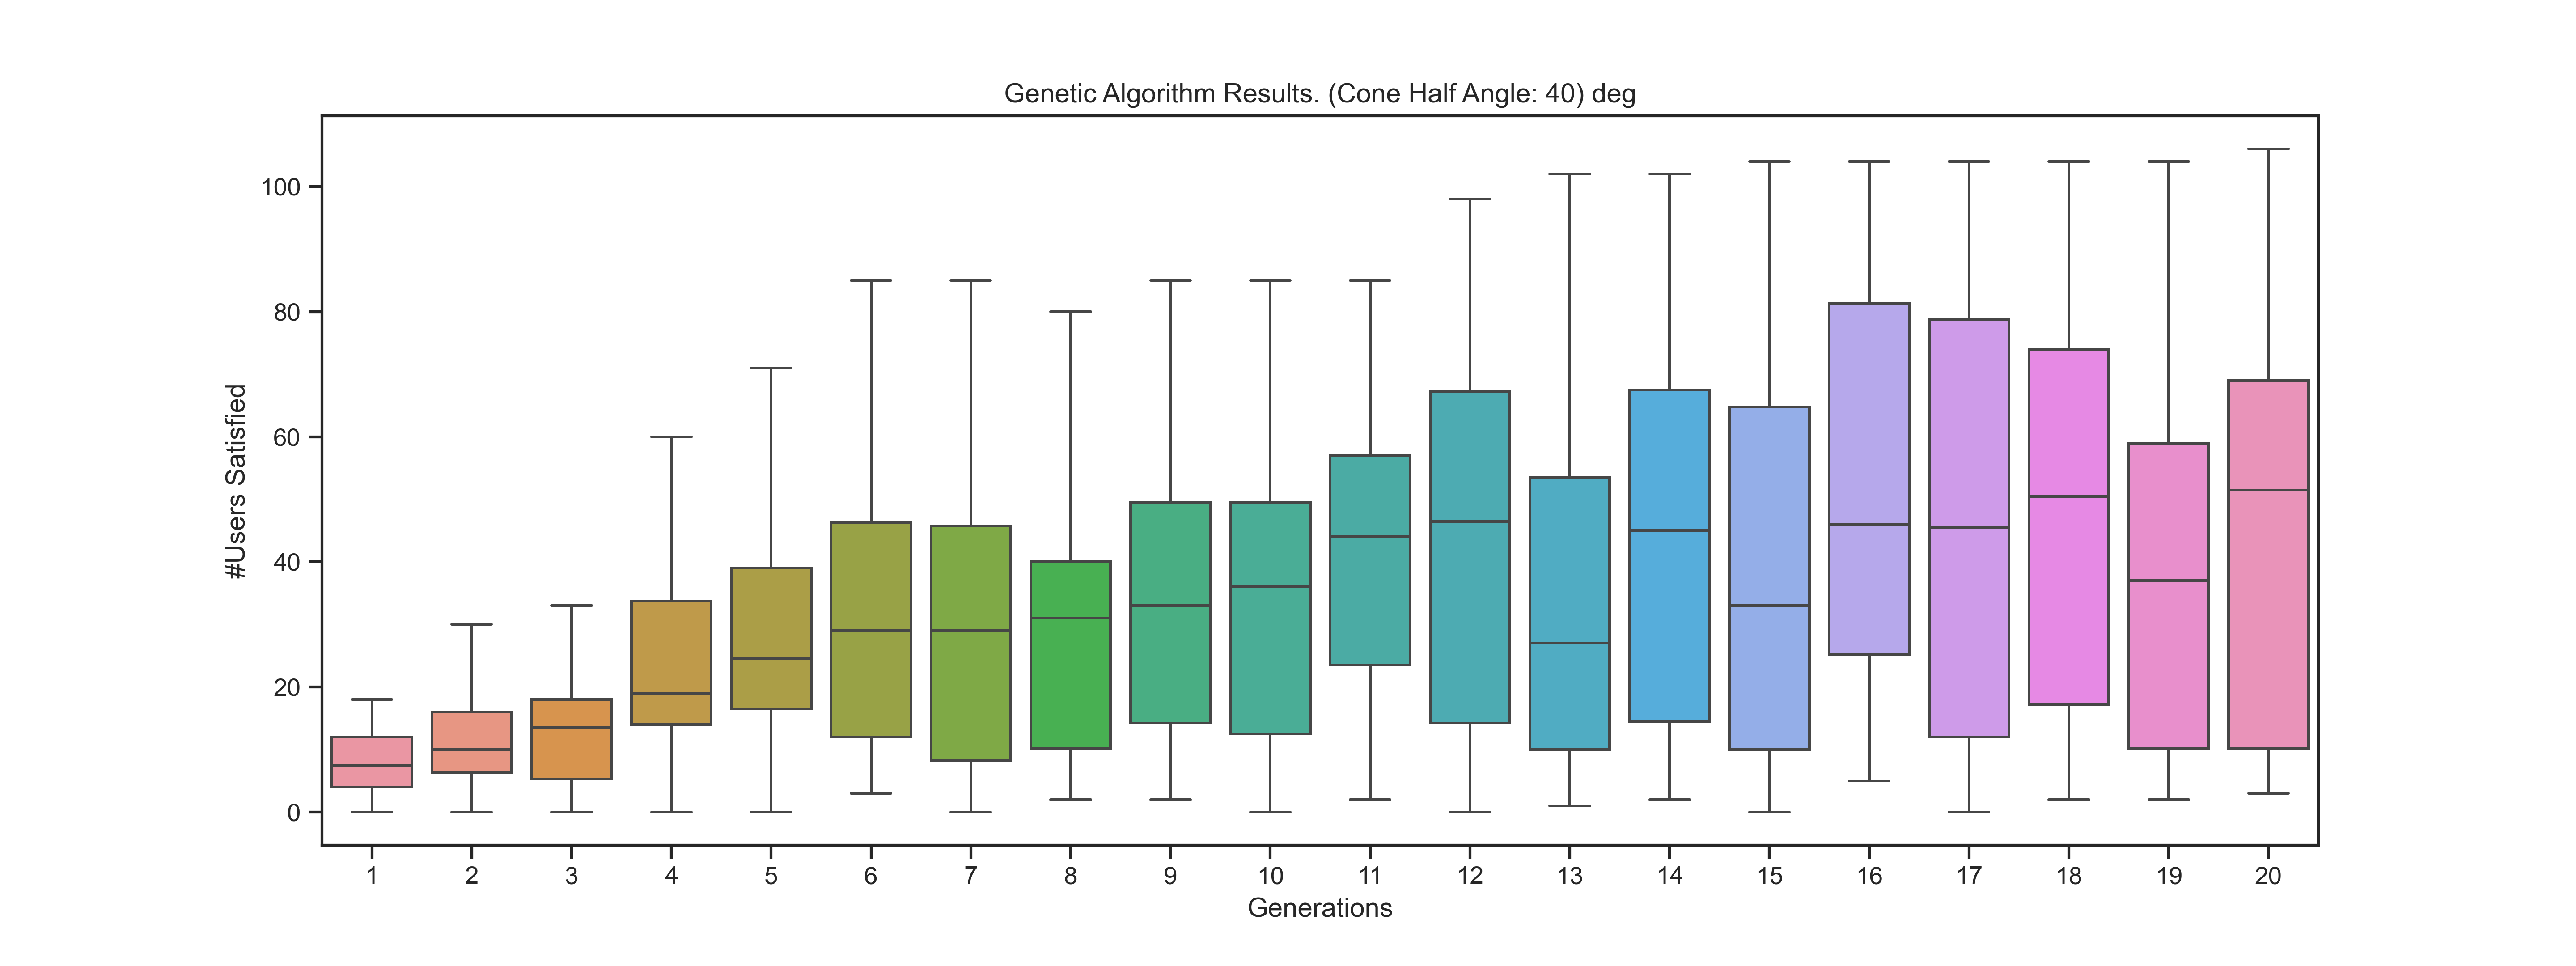 Genetic Algorithm Results. (Cone Half Angle: 40) deg
#Users Satisfied
100
80
60
40
20
0
1 2 3 4 5 6 7 8 9 10 11 12 13 14 15 16 17 18 19 20
Generations